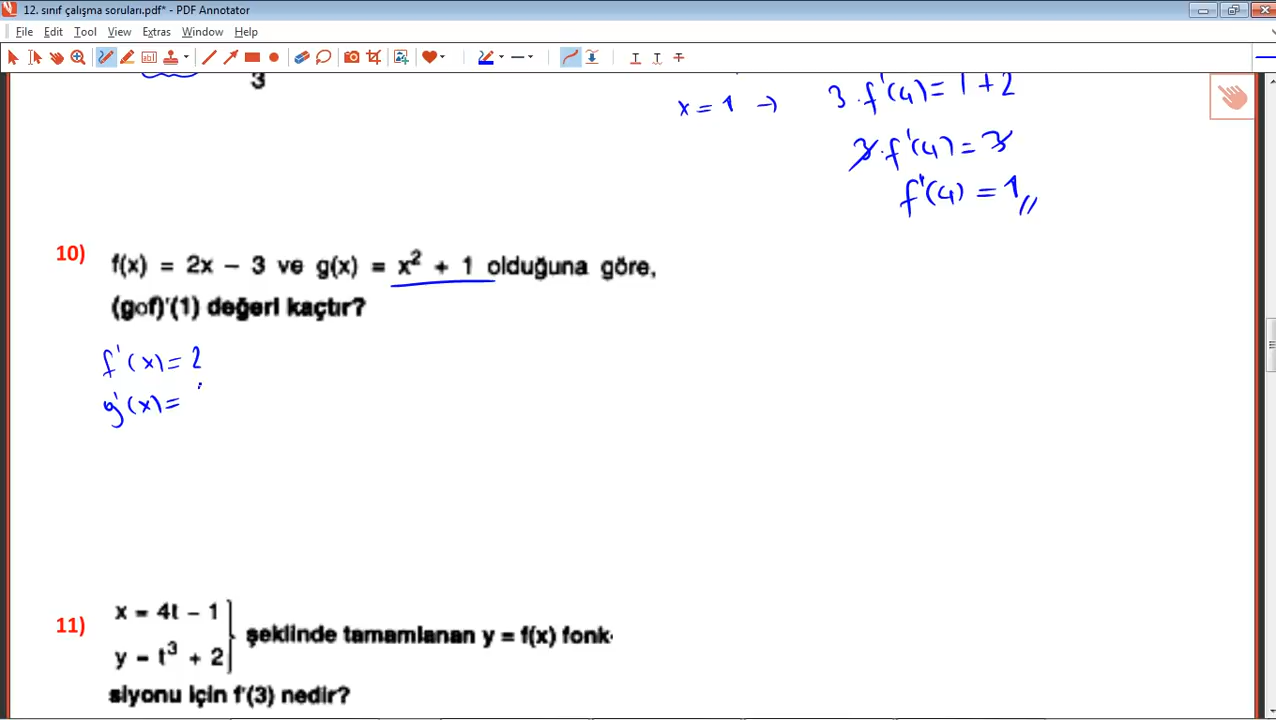 12. sınıf çalışma soruları.pdf* - PDF Annotator
File Edit Tool View Extras Window Help
3
x = 1 → 3.f'(4) = 1 + 2
3.f'(4) = 3
f'(4) = 1//
10) f(x) = 2x – 3 ve g(x) = x² + 1 olduğuna göre,
(gof)'(1) değeri kaçtır?
f'(x) = 2
g'(x) =
11) x = 4t – 1
y = t³ + 2} şeklinde tamamlanan y = f(x) fonk-
siyonu için f'(3) nedir?